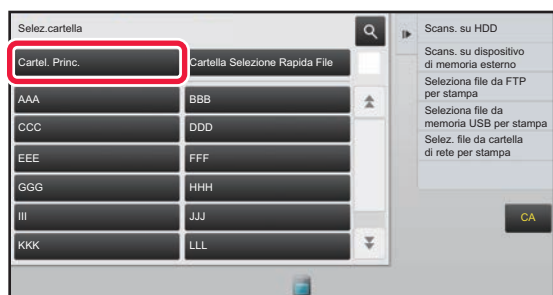 Selez.cartella
Cartel. Princ.
Cartella Selezione Rapida File
AAA
BBB
CCC
DDD
EEE
FFF
GGG
HHH
III
JJJ
KKK
LLL
Scans. su HDD
Scans. su dispositivo
di memoria esterno
Seleziona file da FTP
per stampa
Seleziona file da
memoria USB per stampa
Selez. file da cartella
di rete per stampa
CA